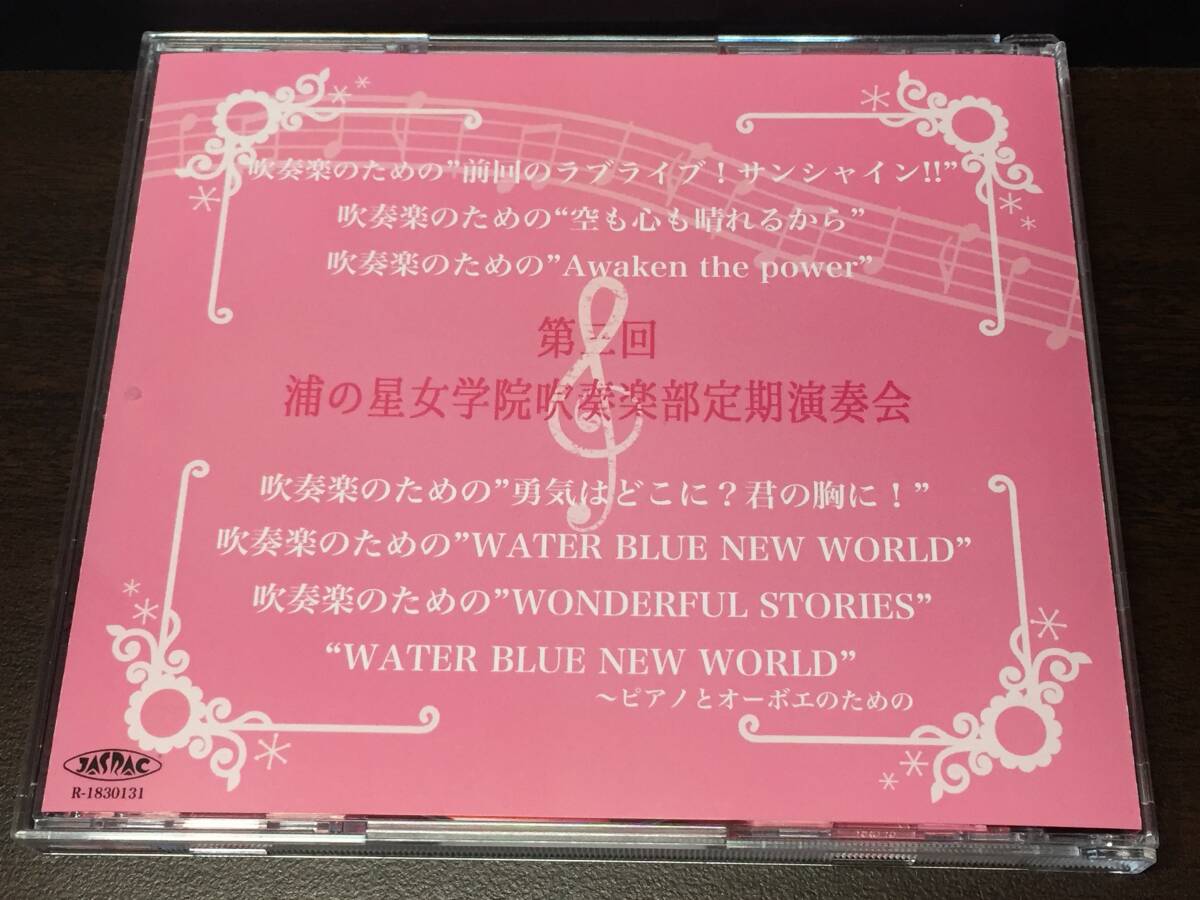 吹奏楽のための”前回のラブライブ！サンシャイン!!”
吹奏楽のための“空も心も晴れるから”
吹奏楽のための”Awaken the power”
第三回
浦の星女学院吹奏楽部定期演奏会
吹奏楽のための”勇気はどこに？君の胸に！”
吹奏楽のための”WATER BLUE NEW WORLD”
吹奏楽のための”WONDERFUL STORIES”
“WATER BLUE NEW WORLD”
～ピアノとオーボエのための
JASRAC
R-1830131